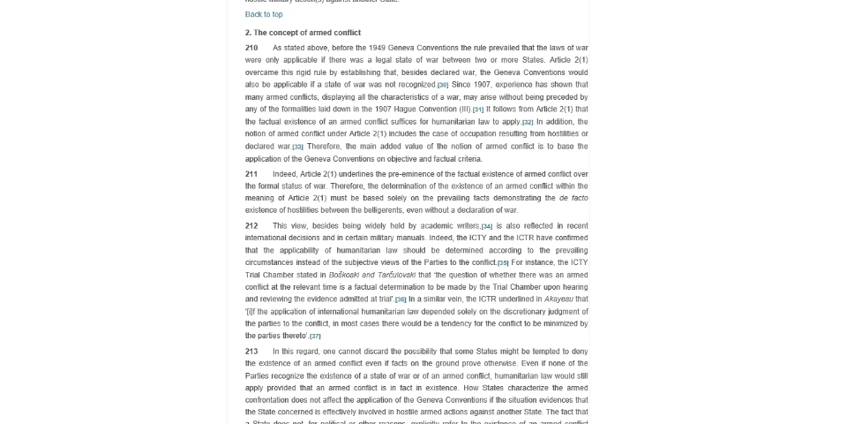 hostile military action(s) against another State.
Back to top
2. The concept of armed conflict
210 As stated above, before the 1949 Geneva Conventions the rule prevailed that the laws of war
were only applicable if there was a legal state of war between two or more States. Article 2(1)
overcame this rigid rule by establishing that, besides declared war, the Geneva Conventions would
also be applicable if a state of war was not recognized.[30] Since 1907, experience has shown that
many armed conflicts, displaying all the characteristics of a war, may arise without being preceded by
any of the formalities laid down in the 1907 Hague Convention (III).[31] It follows from Article 2(1) that
the factual existence of an armed conflict suffices for humanitarian law to apply.[32] In addition, the
notion of armed conflict under Article 2(1) includes the case of occupation resulting from hostilities or
declared war.[33] Therefore, the main added value of the notion of armed conflict is to base the
application of the Geneva Conventions on objective and factual criteria.
211 Indeed, Article 2(1) underlines the pre-eminence of the factual existence of armed conflict over
the formal status of war. Therefore, the determination of the existence of an armed conflict within the
meaning of Article 2(1) must be based solely on the prevailing facts demonstrating the de facto
existence of hostilities between the belligerents, even without a declaration of war.
212 This view, besides being widely held by academic writers,[34] is also reflected in recent
international decisions and in certain military manuals. Indeed, the ICTY and the ICTR have confirmed
that the applicability of humanitarian law should be determined according to the prevailing
circumstances instead of the subjective views of the Parties to the conflict.[35] For instance, the ICTY
Trial Chamber stated in Boškoski and Tarčulovski that 'the question of whether there was an armed
conflict at the relevant time is a factual determination to be made by the Trial Chamber upon hearing
and reviewing the evidence admitted at trial'.[36] In a similar vein, the ICTR underlined in Akayesu that
'[i]f the application of international humanitarian law depended solely on the discretionary judgment of
the parties to the conflict, in most cases there would be a tendency for the conflict to be minimized by
the parties thereto'.[37]
213 In this regard, one cannot discard the possibility that some States might be tempted to deny
the existence of an armed conflict even if facts on the ground prove otherwise. Even if none of the
Parties recognize the existence of a state of war or of an armed conflict, humanitarian law would still
apply provided that an armed conflict is in fact in existence. How States characterize the armed
confrontation does not affect the application of the Geneva Conventions if the situation evidences that
the State concerned is effectively involved in hostile armed actions against another State. The fact that
a State does not, for political or other reasons, explicitly refer to the existence of an armed conflict